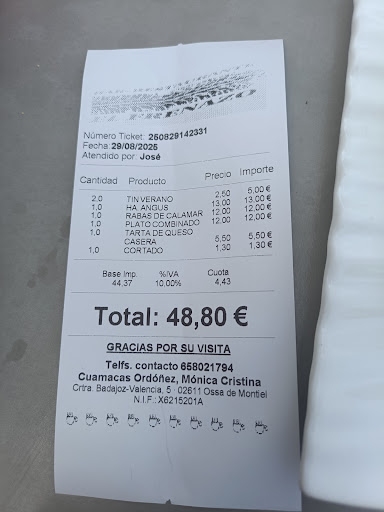 Número Ticket: 250829142331
Fecha: 29/08/2025
Atendido por: José
Cantidad Producto Precio Importe
2,0 TIN VERANO 2,50 5,00 €
1,0 HA. ANGUS 13,00 13,00 €
1,0 RABAS DE CALAMAR 12,00 12,00 €
1,0 PLATO COMBINADO 12,00 12,00 €
1,0 TARTA DE QUESO
CASERA 5,50 5,50 €
1,0 CORTADO 1,30 1,30 €
Base Imp. %IVA Cuota
44,37 10,00% 4,43
Total: 48,80 €
GRACIAS POR SU VISITA
Telfs. contacto 658021794
Cuamacas Ordóñez, Mónica Cristina
Crtra. Badajoz-Valencia, 5 · 02611 Ossa de Montiel
N.I.F.: X6215201A